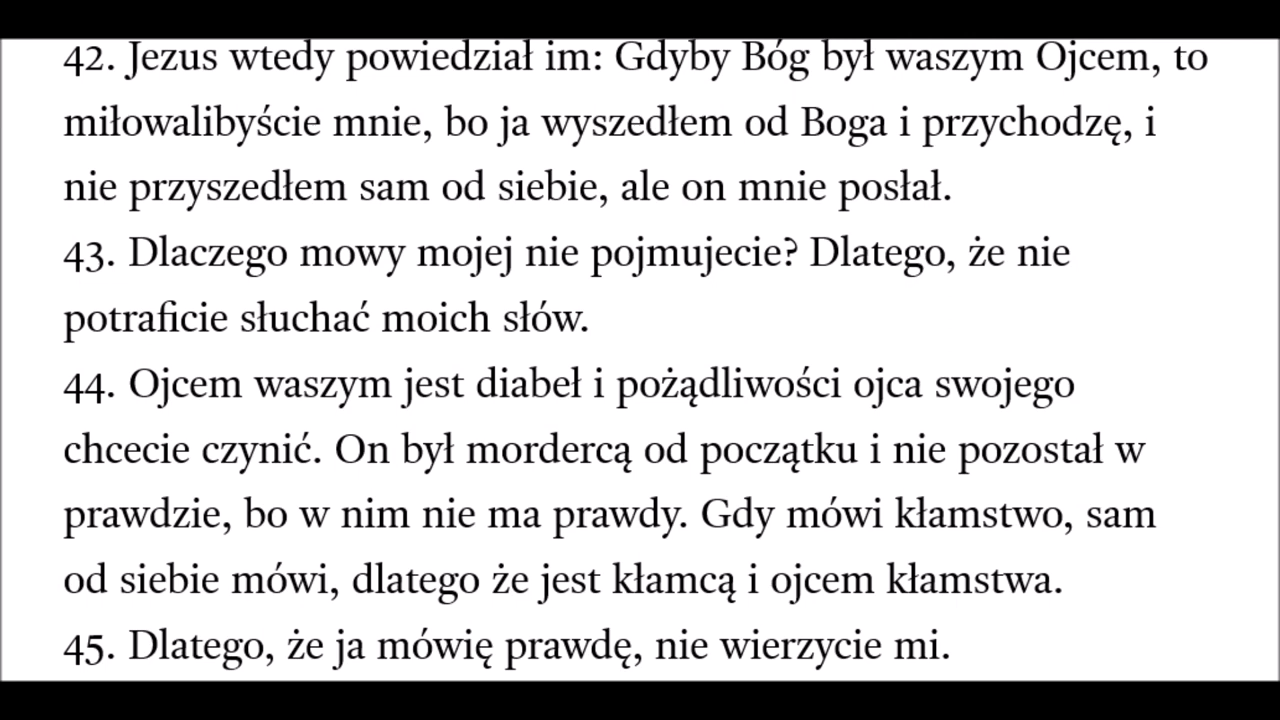 42. Jezus wtedy powiedział im: Gdyby Bóg był waszym Ojcem, to
miłowalibyście mnie, bo ja wyszedłem od Boga i przychodzę, i
nie przyszedłem sam od siebie, ale on mnie posłał.
43. Dlaczego mowy mojej nie pojmujecie? Dlatego, że nie
potraficie słuchać moich słów.
44. Ojcem waszym jest diabeł i pożądliwości ojca swojego
chcecie czynić. On był mordercą od początku i nie pozostał w
prawdzie, bo w nim nie ma prawdy. Gdy mówi kłamstwo, sam
od siebie mówi, dlatego że jest kłamcą i ojcem kłamstwa.
45. Dlatego, że ja mówię prawdę, nie wierzycie mi.